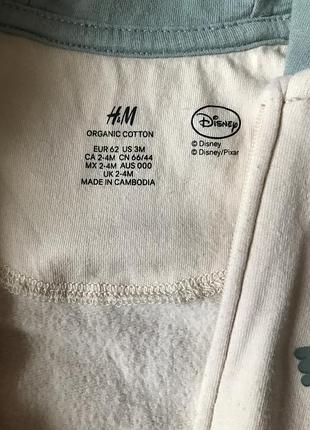 H&M
ORGANIC COTTON
EUR 62 US 3M
CA 2-4M CN 66/44
MX 2-4M AUS 000
UK 2-4M
MADE IN CAMBODIA
Disney
© Disney
© Disney/Pixar